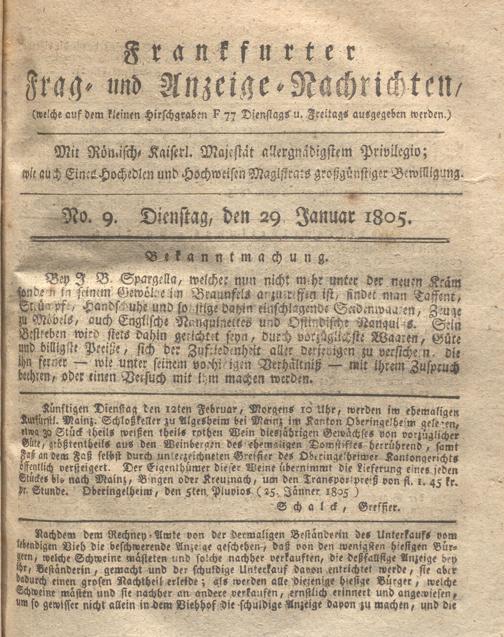 Frankfurter
Frag- und Anzeige-Nachrichten,
(welche auf dem kleinen Hirschgraben F 77 Dienstags u. Freitags ausgegeben werden.)
Mit Römisch-Kaiserl. Majestät allergnädigstem Privilegio;
wie auch Eines Hochedlen und Hochweisen Magistrats großgünstiger Bewilligung.
No. 9. Dienstag, den 29 Januar 1805.
Bekanntmachung.
Bey J B. Spargella, welcher nun nicht mehr unter der neuen Kräm
sondern in seinem Gewölbe im Braunfels anzutreffen ist, findet man Taffent,
Strümpfe, Handschuhe und sonstige dahin einschlagende Seidenwaaren, Zeuge
zu Möbels, auch Englische Nanquinettes und Ostindische Nanquins. Sein
Bestreben wird stets dahin gerichtet seyn, durch vorzüglichste Waaren, Güte
und billigste Preiße, sich der Zufriedenheit aller derjenigen zu versichern, die
ihn ferner — wie unter seinem vorherigen Verhältniß — mit ihrem Zuspruch
beehren, oder einen Versuch mit ihm machen werden.
Künftigen Dienstag den 12ten Februar, Morgens 10 Uhr, werden im ehemaligen
Kurfürstl. Mainz. Schloßkeller zu Algesheim bey Mainz im Kanton Oberingelheim gelegen,
etwa 30 Stück theils weißen theils rothen Wein diesjährigen Gewächses von vorzüglicher
Güte, größtentheils aus den Weinbergen des ehemaligen Domstiftes herrührend, samt
Faß an dem Faß selbst durch unterzeichneten Greffier des Oberingelheimer Kantongerichts
öffentlich versteigert. Der Eigenthümer dieser Weine übernimmt die Lieferung eines jeden
Stückes bis nach Mainz, Bingen oder Kreuznach, um den Transportpreiß von fl. 1. 45 kr.
pr. Stunde. Oberingelheim, den 5ten Pluvios (25. Jänner 1805)
Schalck, Greffier.
Nachdem dem Rechney-Amte von der dermaligen Beständerin des Unterkaufs vom
lebendigen Vieh die beschwerende Anzeige geschehen, daß von den wenigsten hiesigen Bür-
gern, welche Schweine mästeten und solche nachher verkauften, die desfallsige Anzeige bey
ihr, Beständerin, gemacht und der schuldige Unterkauf davon entrichtet werde, sie aber
dadurch einen großen Nachtheil erleide; als werden alle diejenige hiesige Bürger, welche
Schweine mästen und sie nachher an andere verkaufen, ernstlich erinnert und angewiesen,
um so gewisser nicht allein in dem Viehhof die schuldige Anzeige davon zu machen, und die